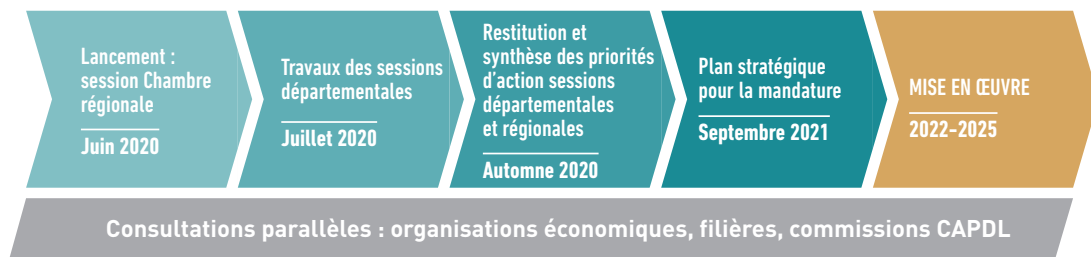 Lancement :
session Chambre
régionale
Juin 2020
Travaux des sessions
départementales
Juillet 2020
Restitution et
synthèse des priorités
d'action sessions
départementales
et régionales
Automne 2020
Plan stratégique
pour la mandature
Septembre 2021
MISE EN ŒUVRE
2022-2025
Consultations parallèles : organisations économiques, filières, commissions CAPDL